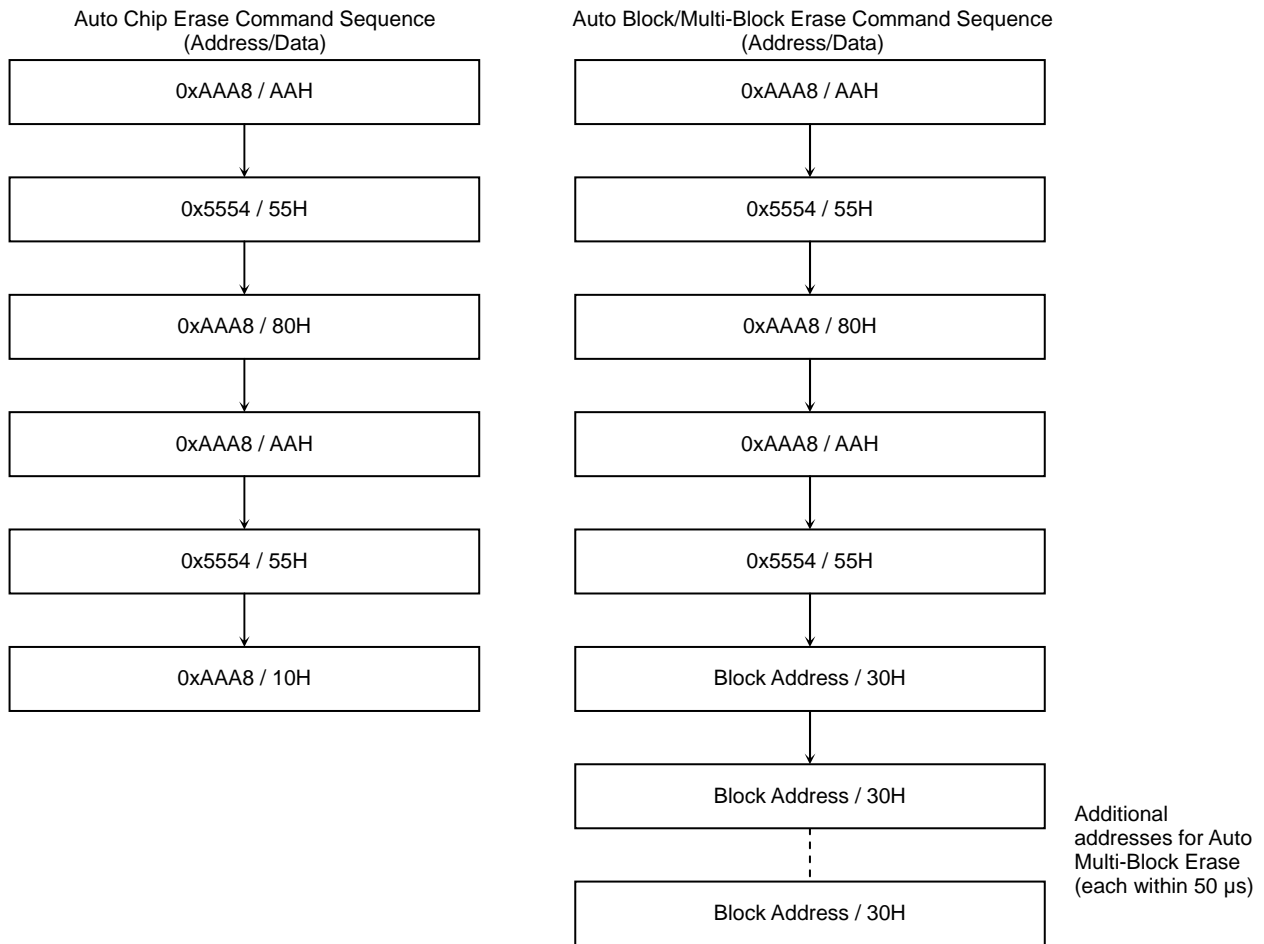 Auto Chip Erase Command Sequence
(Address/Data)
0xAAA8 / AAH
0x5554 / 55H
0xAAA8 / 80H
0xAAA8 / AAH
0x5554 / 55H
0xAAA8 / 10H
Auto Block/Multi-Block Erase Command Sequence
(Address/Data)
0xAAA8 / AAH
0x5554 / 55H
0xAAA8 / 80H
0xAAA8 / AAH
0x5554 / 55H
Block Address / 30H
Block Address / 30H
Block Address / 30H
Additional
addresses for Auto
Multi-Block Erase
(each within 50 µs)